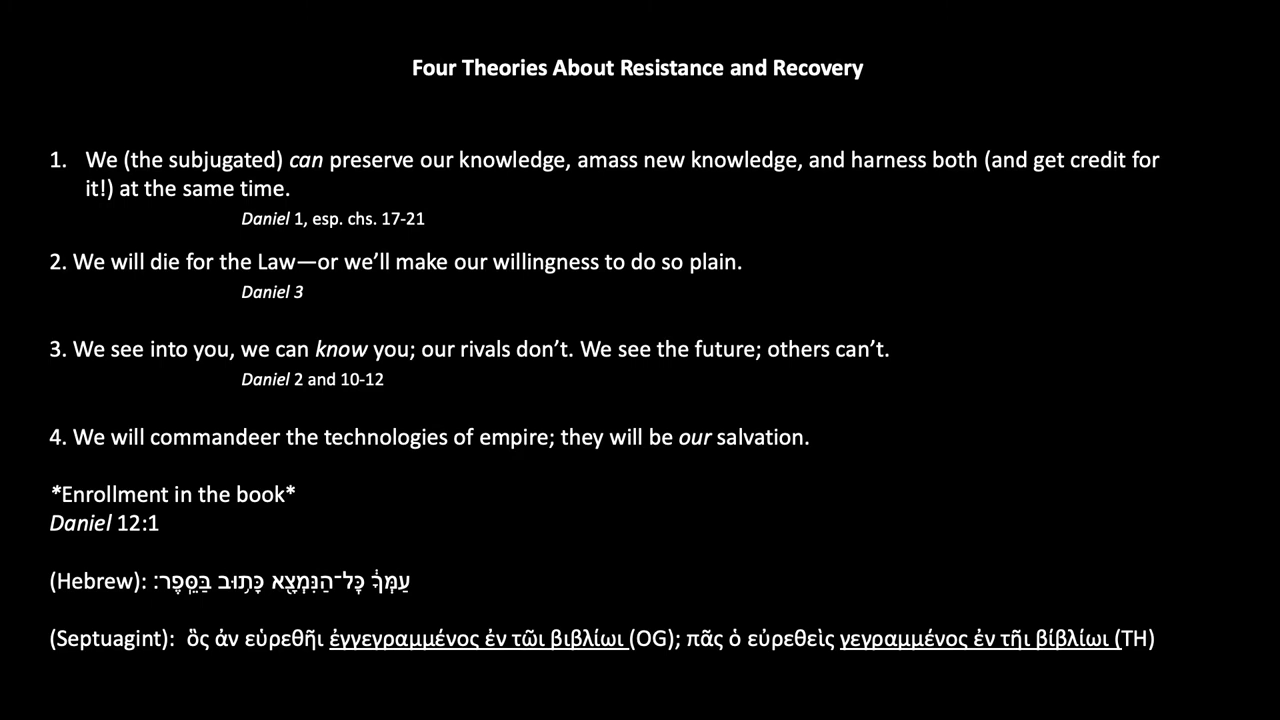 Four Theories About Resistance and Recovery
1. We (the subjugated) can preserve our knowledge, amass new knowledge, and harness both (and get credit for
it!) at the same time.
Daniel 1, esp. chs. 17-21
2. We will die for the Law—or we’ll make our willingness to do so plain.
Daniel 3
3. We see into you, we can know you; our rivals don’t. We see the future; others can’t.
Daniel 2 and 10-12
4. We will commandeer the technologies of empire; they will be our salvation.
*Enrollment in the book*
Daniel 12:1
(Hebrew): עַמְּךָ֔ כָּל־הַנִּמְצָ֖א כָּת֥וּב בַּסֵּֽפֶר׃
(Septuagint): ὃς ἀν εὑρεθῆι ἐγγεγραμμένος ἐν τῶι βιβλίωι (OG); πᾶς ὁ εὑρεθεὶς γεγραμμένος ἐν τῆι βίβλίωι (TH)